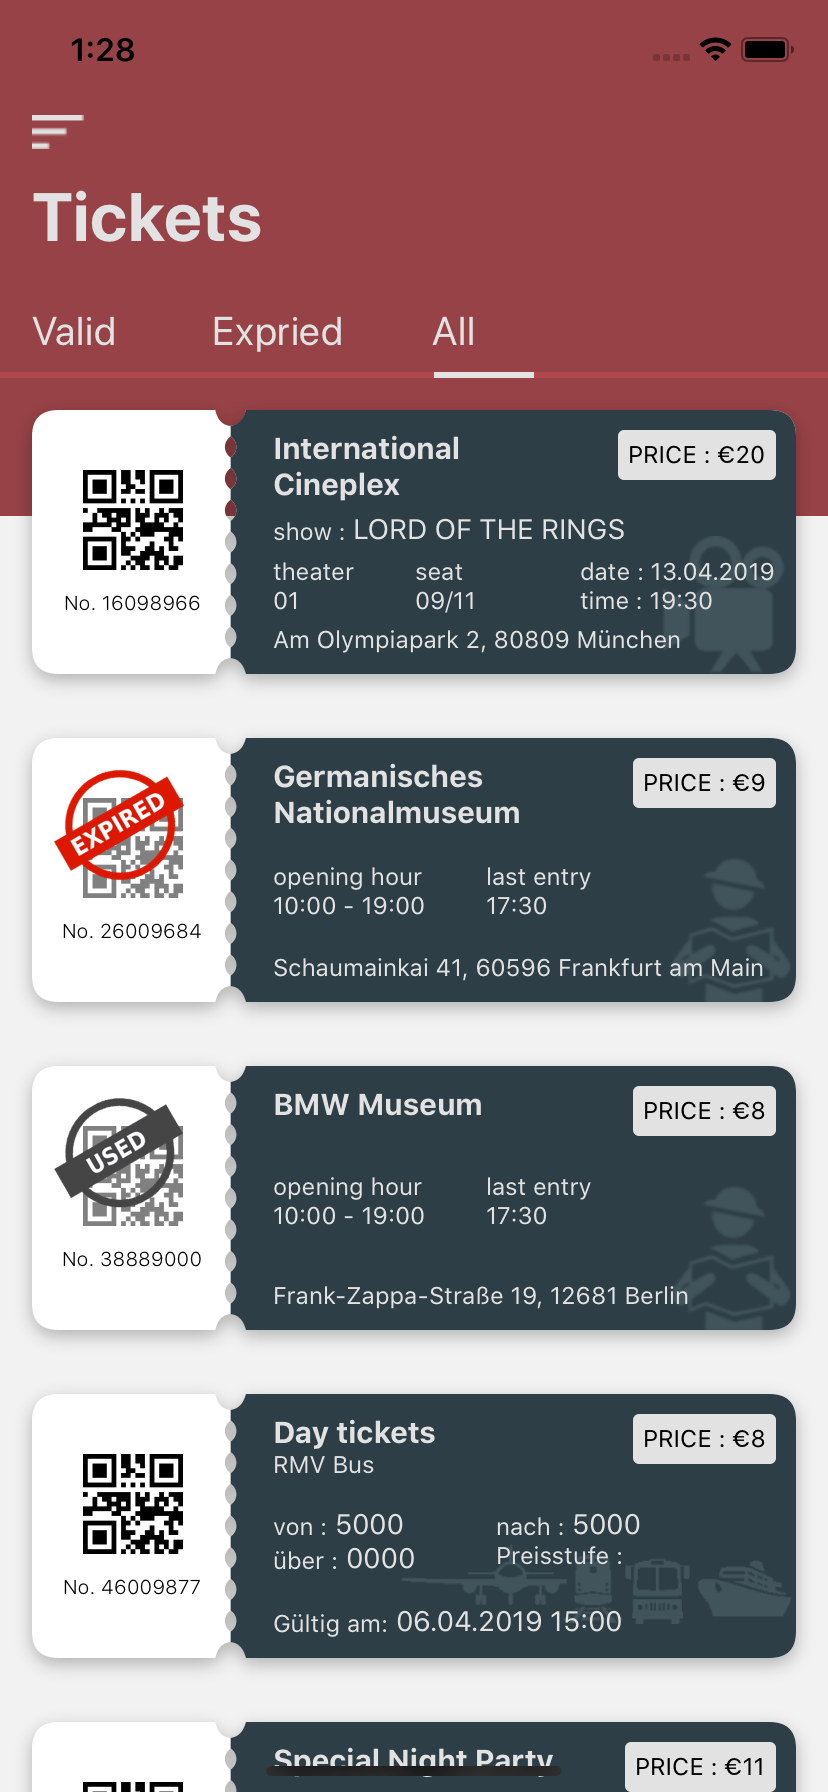 1:28
Tickets
Valid Expried All
International
Cineplex
PRICE : €20
show : LORD OF THE RINGS
theater seat date : 13.04.2019
01 09/11 time : 19:30
No. 16098966
Am Olympiapark 2, 80809 München
Germanisches
Nationalmuseum
PRICE : €9
EXPIRED
opening hour last entry
10:00 - 19:00 17:30
No. 26009684
Schaumainkai 41, 60596 Frankfurt am Main
BMW Museum
PRICE : €8
USED
opening hour last entry
10:00 - 19:00 17:30
No. 38889000
Frank-Zappa-Straße 19, 12681 Berlin
Day tickets
PRICE : €8
RMV Bus
von : 5000 nach : 5000
über : 0000 Preisstufe :
No. 46009877
Gültig am: 06.04.2019 15:00
Special Night Party
PRICE : €11